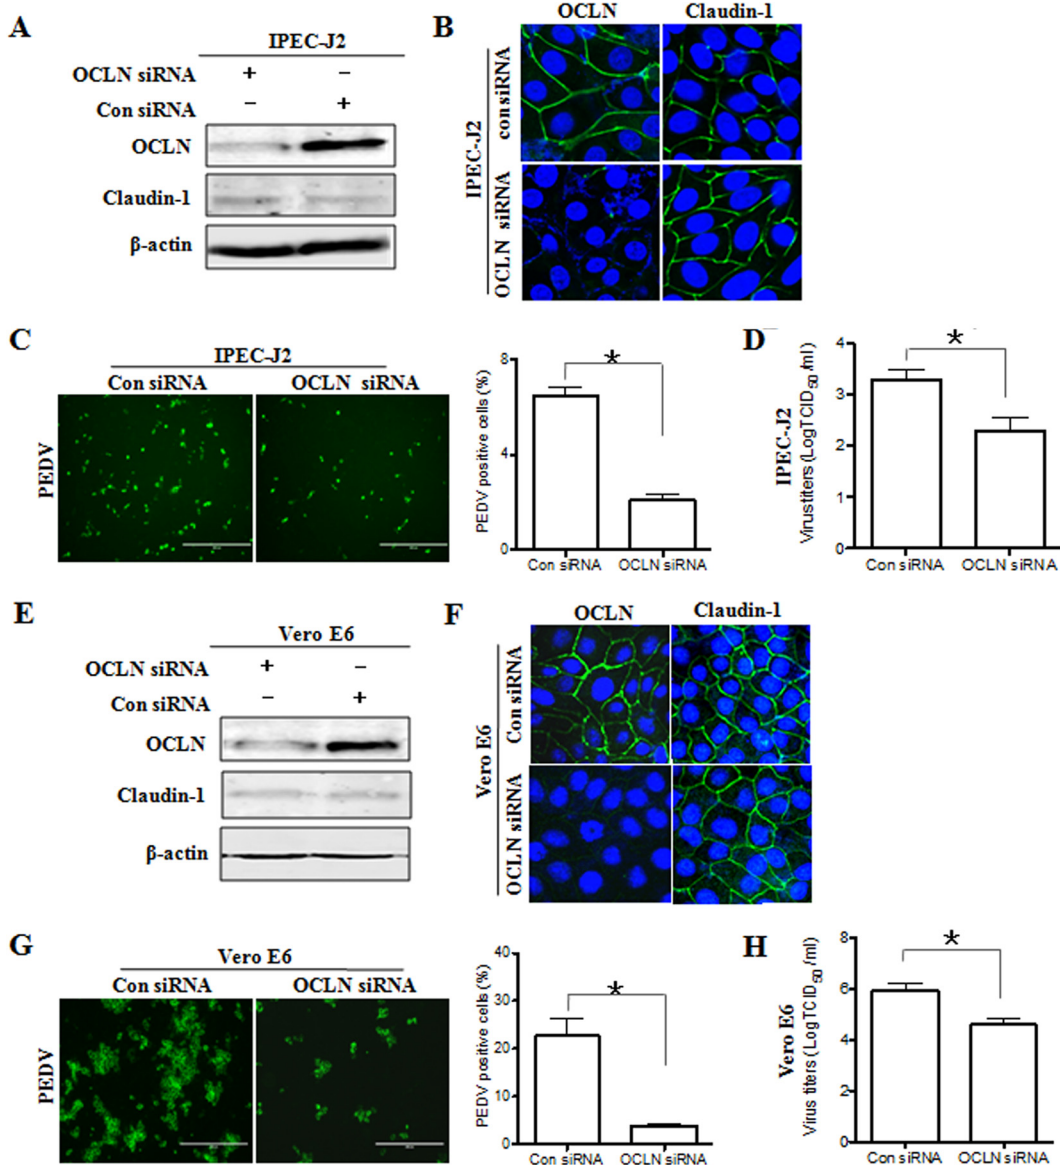 A
IPEC-J2
OCLN siRNA + −
Con siRNA − +
OCLN
Claudin-1
β-actin
B
OCLN Claudin-1
IPEC-J2
con siRNA
OCLN siRNA
C
IPEC-J2
Con siRNA OCLN siRNA
PEDV
PEDV positive cells (%)
8
4
0
*
Con siRNA OCLN siRNA
D
IPEC-J2
Virus titers (LogTCID50/ml)
4
3
2
1
0
*
Con siRNA OCLN siRNA
E
Vero E6
OCLN siRNA + −
Con siRNA − +
OCLN
Claudin-1
β-actin
F
OCLN Claudin-1
Vero E6
Con siRNA
OCLN siRNA
G
Vero E6
Con siRNA OCLN siRNA
PEDV
PEDV positive cells (%)
40
30
20
10
0
*
Con siRNA OCLN siRNA
H
Vero E6
Virus titers (LogTCID50/ml)
8
6
4
2
0
*
Con siRNA OCLN siRNA